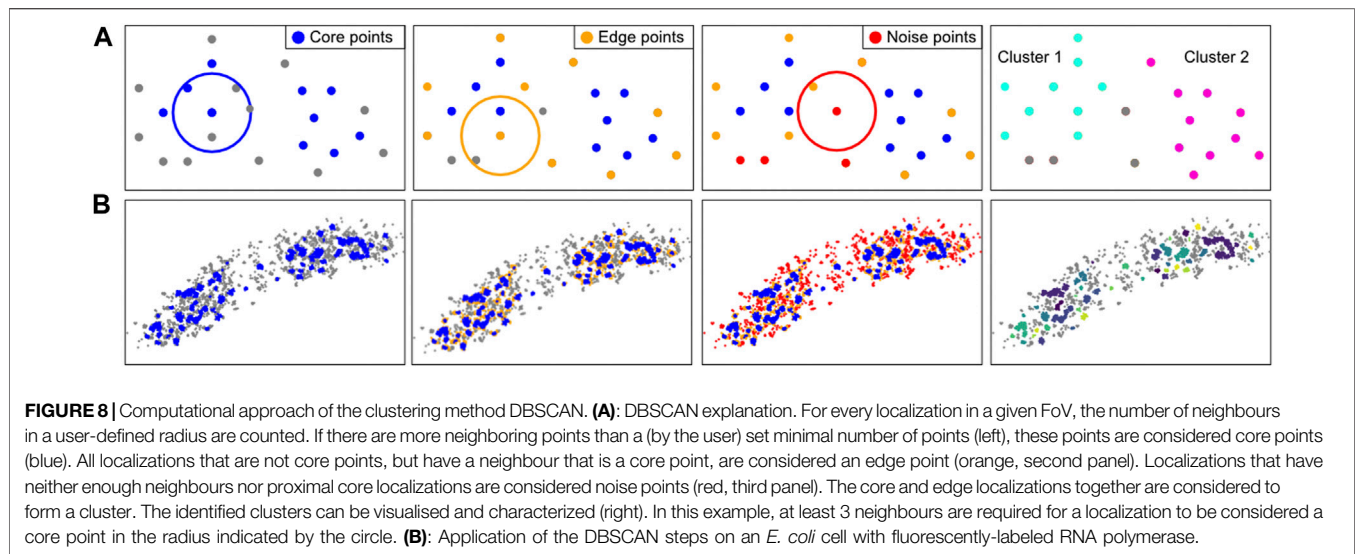 A
Core points
Edge points
Noise points
Cluster 1
Cluster 2
B
FIGURE 8 | Computational approach of the clustering method DBSCAN. (A): DBSCAN explanation. For every localization in a given FoV, the number of neighbours
in a user-defined radius are counted. If there are more neighboring points than a (by the user) set minimal number of points (left), these points are considered core points
(blue). All localizations that are not core points, but have a neighbour that is a core point, are considered an edge point (orange, second panel). Localizations that have
neither enough neighbours nor proximal core localizations are considered noise points (red, third panel). The core and edge localizations together are considered to
form a cluster. The identified clusters can be visualised and characterized (right). In this example, at least 3 neighbours are required for a localization to be considered a
core point in the radius indicated by the circle. (B): Application of the DBSCAN steps on an E. coli cell with fluorescently-labeled RNA polymerase.